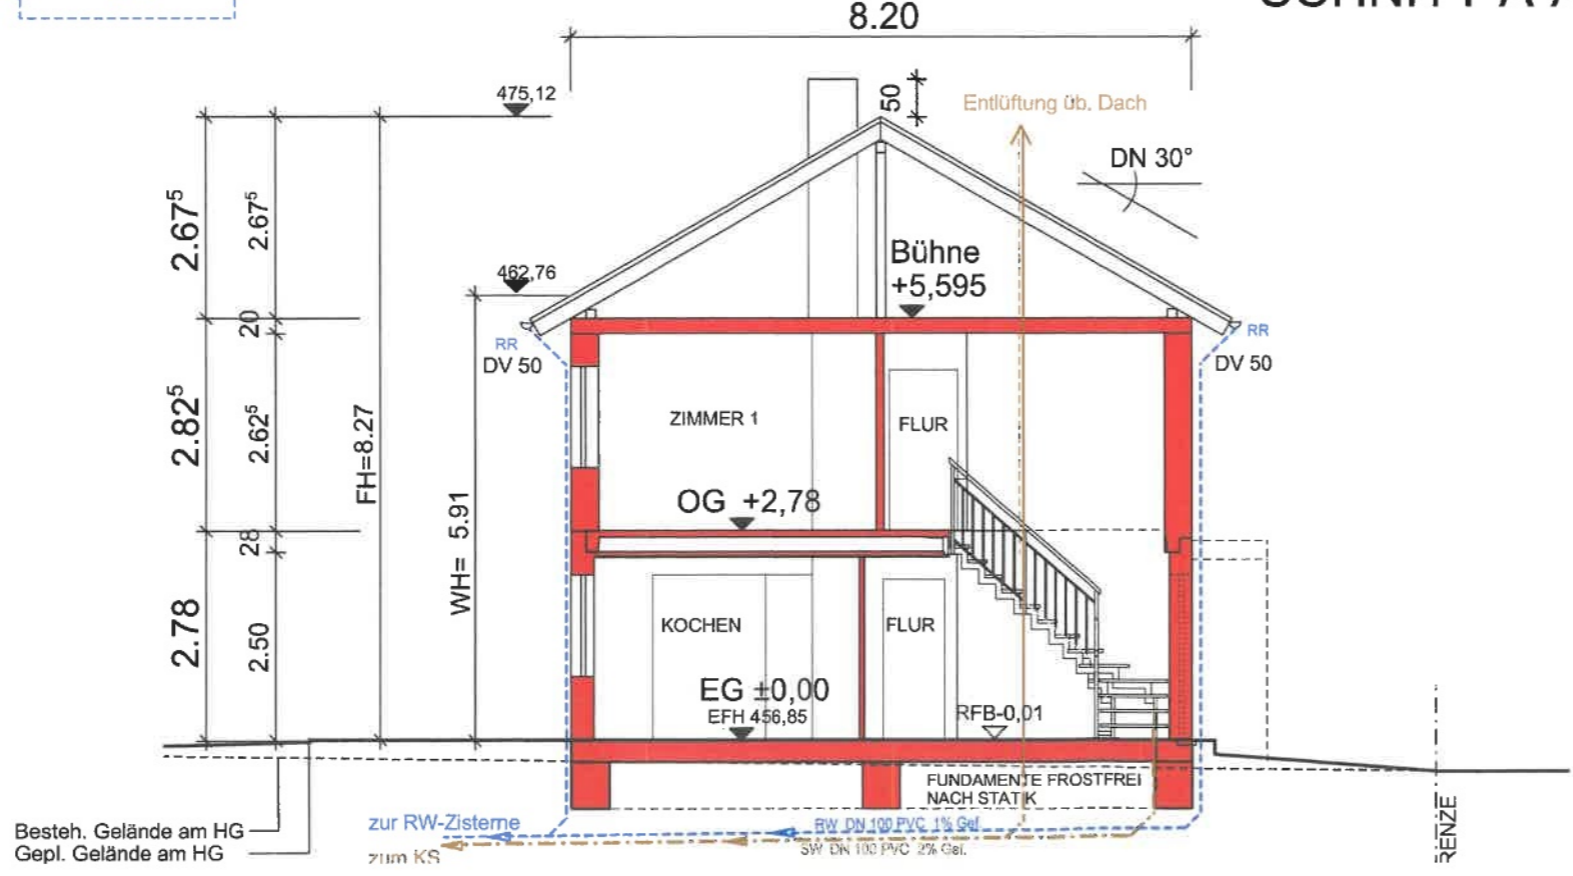 8.20
475,12
50
Entlüftung üb. Dach
DN 30°
2.67⁵
2.67⁵
Bühne
+5,595
462,76
20
RR
DV 50
RR
DV 50
2.82⁵
2.62⁵
FH=8.27
ZIMMER 1
FLUR
OG +2,78
28
WH= 5.91
2.78
2.50
KOCHEN
FLUR
EG ±0,00
EFH 456,85
RFB-0,01
FUNDAMENTE FROSTFREI
NACH STATIK
Besteh. Gelände am HG
Gepl. Gelände am HG
zur RW-Zisterne
RW DN 100 PVC 1% Gef.
zum KS
SW DN 100 PVC 2% Gef.
RENZE